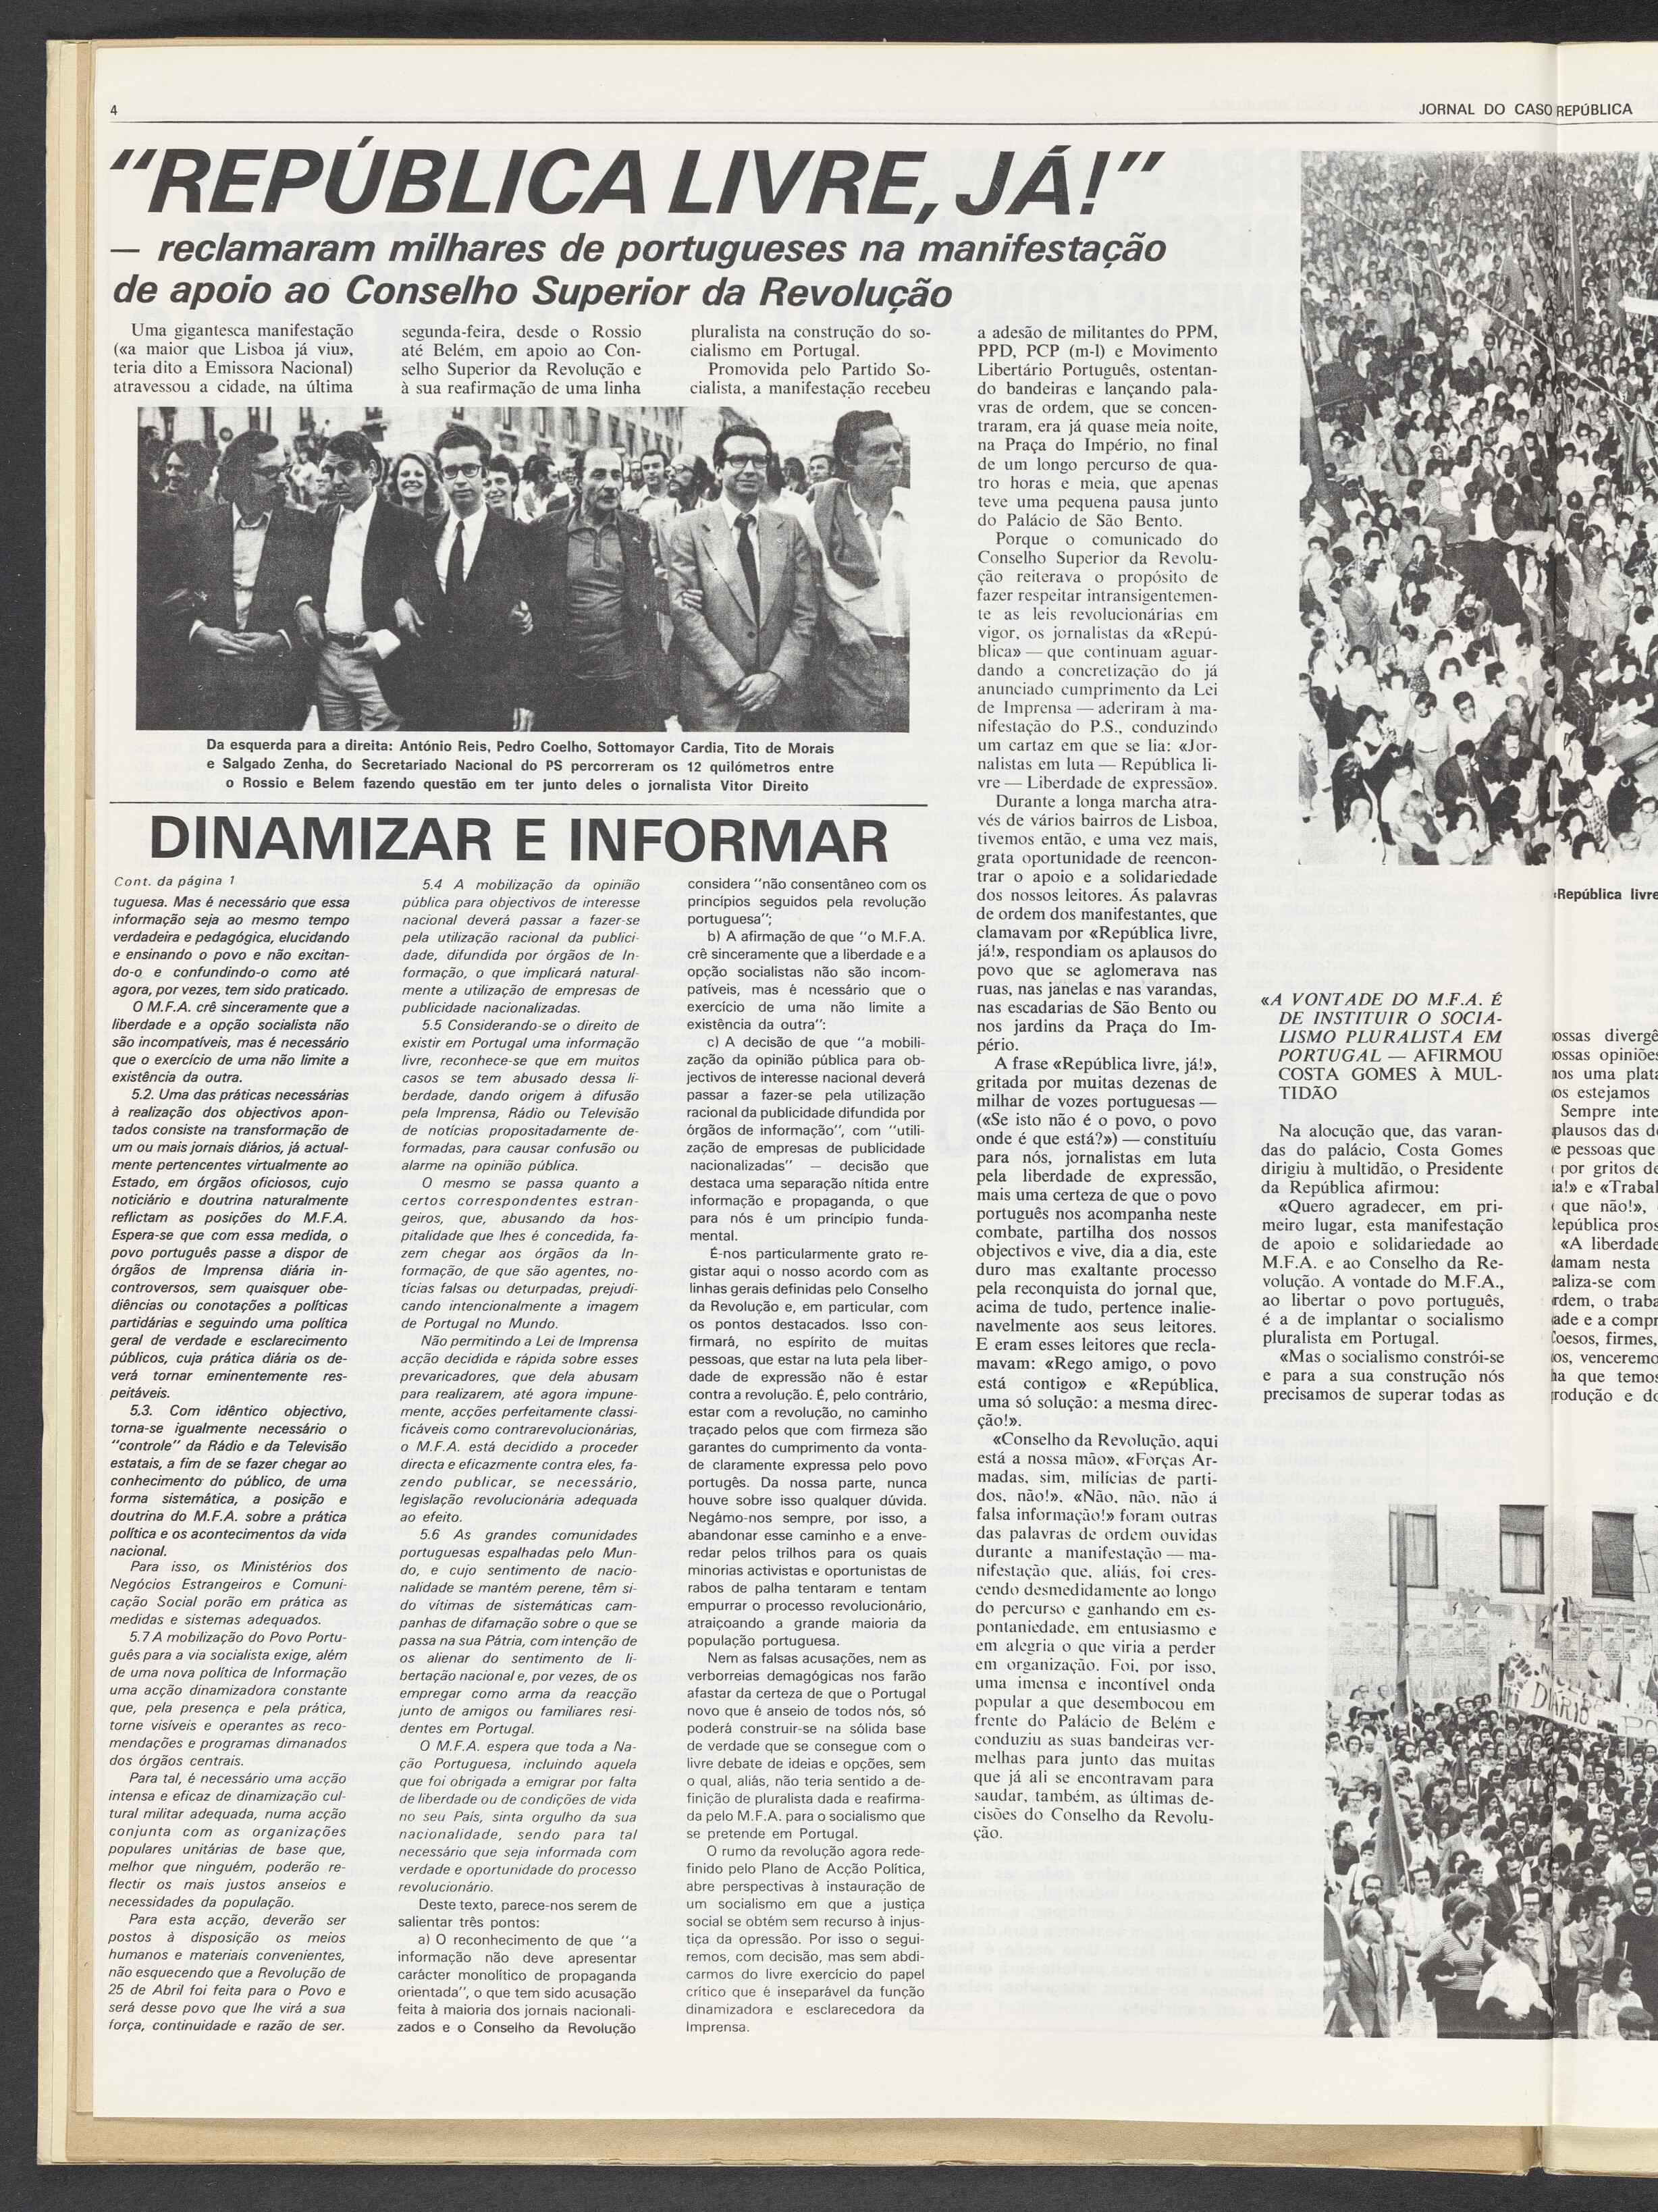 4
JORNAL DO CASO REPÚBLICA
“REPÚBLICA LIVRE, JÁ!”
— reclamaram milhares de portugueses na manifestação
de apoio ao Conselho Superior da Revolução
Uma gigantesca manifestação
(«a maior que Lisboa já viu»,
teria dito a Emissora Nacional)
atravessou a cidade, na última
segunda-feira, desde o Rossio
até Belém, em apoio ao Con-
selho Superior da Revolução e
à sua reafirmação de uma linha
pluralista na construção do so-
cialismo em Portugal.
Promovida pelo Partido So-
cialista, a manifestação recebeu
a adesão de militantes do PPM,
PPD, PCP (m-l) e Movimento
Libertário Português, ostentan-
do bandeiras e lançando pala-
vras de ordem, que se concen-
traram, era já quase meia noite,
na Praça do Império, no final
de um longo percurso de qua-
tro horas e meia, que apenas
teve uma pequena pausa junto
do Palácio de São Bento.
Porque o comunicado do
Conselho Superior da Revolu-
ção reiterava o propósito de
fazer respeitar intransigentemen-
te as leis revolucionárias em
vigor, os jornalistas da «Repú-
blica» — que continuam aguar-
dando a concretização do já
anunciado cumprimento da Lei
de Imprensa — aderiram à ma-
nifestação do P.S., conduzindo
um cartaz em que se lia: «Jor-
nalistas em luta — República li-
vre — Liberdade de expressão».
Durante a longa marcha atra-
vés de vários bairros de Lisboa,
tivemos então, e uma vez mais,
grata oportunidade de reencon-
trar o apoio e a solidariedade
dos nossos leitores. Ás palavras
de ordem dos manifestantes, que
clamavam por «República livre,
já!», respondiam os aplausos do
povo que se aglomerava nas
ruas, nas janelas e nas varandas,
nas escadarias de São Bento ou
nos jardins da Praça do Im-
pério.
A frase «República livre, já!»,
gritada por muitas dezenas de
milhar de vozes portuguesas —
(«Se isto não é o povo, o povo
onde é que está?») — constituíu
para nós, jornalistas em luta
pela liberdade de expressão,
mais uma certeza de que o povo
português nos acompanha neste
combate, partilha dos nossos
objectivos e vive, dia a dia, este
duro mas exaltante processo
pela reconquista do jornal que,
acima de tudo, pertence inalie-
navelmente aos seus leitores.
E eram esses leitores que recla-
mavam: «Rego amigo, o povo
está contigo» e «República,
uma só solução: a mesma direc-
ção!».
«Conselho da Revolução, aqui
está a nossa mão», «Forças Ar-
madas, sim, milícias de parti-
dos, não!», «Não, não, não á
falsa informação!» foram outras
das palavras de ordem ouvidas
durante a manifestação — ma-
nifestação que, aliás, foi cres-
cendo desmedidamente ao longo
do percurso e ganhando em es-
pontaniedade, em entusiasmo e
em alegria o que viria a perder
em organização. Foi, por isso,
uma imensa e incontível onda
popular a que desembocou em
frente do Palácio de Belém e
conduziu as suas bandeiras ver-
melhas para junto das muitas
que já ali se encontravam para
saudar, também, as últimas de-
cisões do Conselho da Revolu-
ção.
Da esquerda para a direita: António Reis, Pedro Coelho, Sottomayor Cardia, Tito de Morais
e Salgado Zenha, do Secretariado Nacional do PS percorreram os 12 quilómetros entre
o Rossio e Belem fazendo questão em ter junto deles o jornalista Vitor Direito
DINAMIZAR E INFORMAR
Cont. da página 1
tuguesa. Mas é necessário que essa
informação seja ao mesmo tempo
verdadeira e pedagógica, elucidando
e ensinando o povo e não excitan-
do-o e confundindo-o como até
agora, por vezes, tem sido praticado.
O M.F.A. crê sinceramente que a
liberdade e a opção socialista não
são incompatíveis, mas é necessário
que o exercício de uma não limite a
existência da outra.
5.2. Uma das práticas necessárias
à realização dos objectivos apon-
tados consiste na transformação de
um ou mais jornais diários, já actual-
mente pertencentes virtualmente ao
Estado, em órgãos oficiosos, cujo
noticiário e doutrina naturalmente
reflictam as posições do M.F.A.
Espera-se que com essa medida, o
povo português passe a dispor de
órgãos de Imprensa diária in-
controversos, sem quaisquer obe-
diências ou conotações a políticas
partidárias e seguindo uma política
geral de verdade e esclarecimento
públicos, cuja prática diária os de-
verá tornar eminentemente res-
peitáveis.
5.3. Com idêntico objectivo,
torna-se igualmente necessário o
“controle” da Rádio e da Televisão
estatais, a fim de se fazer chegar ao
conhecimento do público, de uma
forma sistemática, a posição e
doutrina do M.F.A. sobre a prática
política e os acontecimentos da vida
nacional.
Para isso, os Ministérios dos
Negócios Estrangeiros e Comuni-
cação Social porão em prática as
medidas e sistemas adequados.
5.7 A mobilização do Povo Portu-
guês para a via socialista exige, além
de uma nova política de Informação
uma acção dinamizadora constante
que, pela presença e pela prática,
torne visíveis e operantes as reco-
mendações e programas dimanados
dos órgãos centrais.
Para tal, é necessário uma acção
intensa e eficaz de dinamização cul-
tural militar adequada, numa acção
conjunta com as organizações
populares unitárias de base que,
melhor que ninguém, poderão re-
flectir os mais justos anseios e
necessidades da população.
Para esta acção, deverão ser
postos à disposição os meios
humanos e materiais convenientes,
não esquecendo que a Revolução de
25 de Abril foi feita para o Povo e
será desse povo que lhe virá a sua
força, continuidade e razão de ser.
5.4 A mobilização da opinião
pública para objectivos de interesse
nacional deverá passar a fazer-se
pela utilização racional da publici-
dade, difundida por órgãos de In-
formação, o que implicará natural-
mente a utilização de empresas de
publicidade nacionalizadas.
5.5 Considerando-se o direito de
existir em Portugal uma informação
livre, reconhece-se que em muitos
casos se tem abusado dessa li-
berdade, dando origem à difusão
pela Imprensa, Rádio ou Televisão
de notícias propositadamente de-
formadas, para causar confusão ou
alarme na opinião pública.
O mesmo se passa quanto a
certos correspondentes estran-
geiros, que, abusando da hos-
pitalidade que lhes é concedida, fa-
zem chegar aos órgãos da In-
formação, de que são agentes, no-
tícias falsas ou deturpadas, prejudi-
cando intencionalmente a imagem
de Portugal no Mundo.
Não permitindo a Lei de Imprensa
acção decidida e rápida sobre esses
prevaricadores, que dela abusam
para realizarem, até agora impune-
mente, acções perfeitamente classi-
ficáveis como contrarevolucionárias,
o M.F.A. está decidido a proceder
directa e eficazmente contra eles, fa-
zendo publicar, se necessário,
legislação revolucionária adequada
ao efeito.
5.6 As grandes comunidades
portuguesas espalhadas pelo Mun-
do, e cujo sentimento de nacio-
nalidade se mantém perene, têm si-
do vítimas de sistemáticas cam-
panhas de difamação sobre o que se
passa na sua Pátria, com intenção de
os alienar do sentimento de li-
bertação nacional e, por vezes, de os
empregar como arma da reacção
junto de amigos ou familiares resi-
dentes em Portugal.
O M.F.A. espera que toda a Na-
ção Portuguesa, incluindo aquela
que foi obrigada a emigrar por falta
de liberdade ou de condições de vida
no seu País, sinta orgulho da sua
nacionalidade, sendo para tal
necessário que seja informada com
verdade e oportunidade do processo
revolucionário.
Deste texto, parece-nos serem de
salientar três pontos:
a) O reconhecimento de que “a
informação não deve apresentar
carácter monolítico de propaganda
orientada”, o que tem sido acusação
feita à maioria dos jornais nacionali-
zados e o Conselho da Revolução
considera “não consentâneo com os
princípios seguidos pela revolução
portuguesa”;
b) A afirmação de que “o M.F.A.
crê sinceramente que a liberdade e a
opção socialistas não são incom-
patíveis, mas é ncessário que o
exercício de uma não limite a
existência da outra”:
c) A decisão de que “a mobili-
zação da opinião pública para ob-
jectivos de interesse nacional deverá
passar a fazer-se pela utilização
racional da publicidade difundida por
órgãos de informação”, com “utili-
zação de empresas de publicidade
nacionalizadas” — decisão que
destaca uma separação nítida entre
informação e propaganda, o que
para nós é um princípio funda-
mental.
É-nos particularmente grato re-
gistar aqui o nosso acordo com as
linhas gerais definidas pelo Conselho
da Revolução e, em particular, com
os pontos destacados. Isso con-
firmará, no espírito de muitas
pessoas, que estar na luta pela liber-
dade de expressão não é estar
contra a revolução. É, pelo contrário,
estar com a revolução, no caminho
traçado pelos que com firmeza são
garantes do cumprimento da vonta-
de claramente expressa pelo povo
portugês. Da nossa parte, nunca
houve sobre isso qualquer dúvida.
Negámo-nos sempre, por isso, a
abandonar esse caminho e a enve-
redar pelos trilhos para os quais
minorias activistas e oportunistas de
rabos de palha tentaram e tentam
empurrar o processo revolucionário,
atraiçoando a grande maioria da
população portuguesa.
Nem as falsas acusações, nem as
verborreias demagógicas nos farão
afastar da certeza de que o Portugal
novo que é anseio de todos nós, só
poderá construir-se na sólida base
de verdade que se consegue com o
livre debate de ideias e opções, sem
o qual, aliás, não teria sentido a de-
finição de pluralista dada e reafirma-
da pelo M.F.A. para o socialismo que
se pretende em Portugal.
O rumo da revolução agora rede-
finido pelo Plano de Acção Política,
abre perspectivas à instauração de
um socialismo em que a justiça
social se obtém sem recurso à injus-
tiça da opressão. Por isso o segui-
remos, com decisão, mas sem abdi-
carmos do livre exercício do papel
critico que é inseparável da função
dinamizadora e esclarecedora da
Imprensa.
«A VONTADE DO M.F.A. É
DE INSTITUIR O SOCIA-
LISMO PLURALISTA EM
PORTUGAL — AFIRMOU
COSTA GOMES À MUL-
TIDÃO
Na alocução que, das varan-
das do palácio, Costa Gomes
dirigiu à multidão, o Presidente
da República afirmou:
«Quero agradecer, em pri-
meiro lugar, esta manifestação
de apoio e solidariedade ao
M.F.A. e ao Conselho da Re-
volução. A vontade do M.F.A.,
ao libertar o povo português,
é a de implantar o socialismo
pluralista em Portugal.
«Mas o socialismo constrói-se
e para a sua construção nós
precisamos de superar todas as
«República livre
ossas divergê
ossas opiniões
nos uma plata
os estejamos
Sempre inte
plausos das d
e pessoas que
por gritos de
ia!» e «Trabal
que não!»,
República pros
«A liberdade
lamam nesta
ealiza-se com
rdem, o traba
ade e a compr
Coesos, firmes,
os, venceremo
ha que temos
rodução e do
DIÁRIO